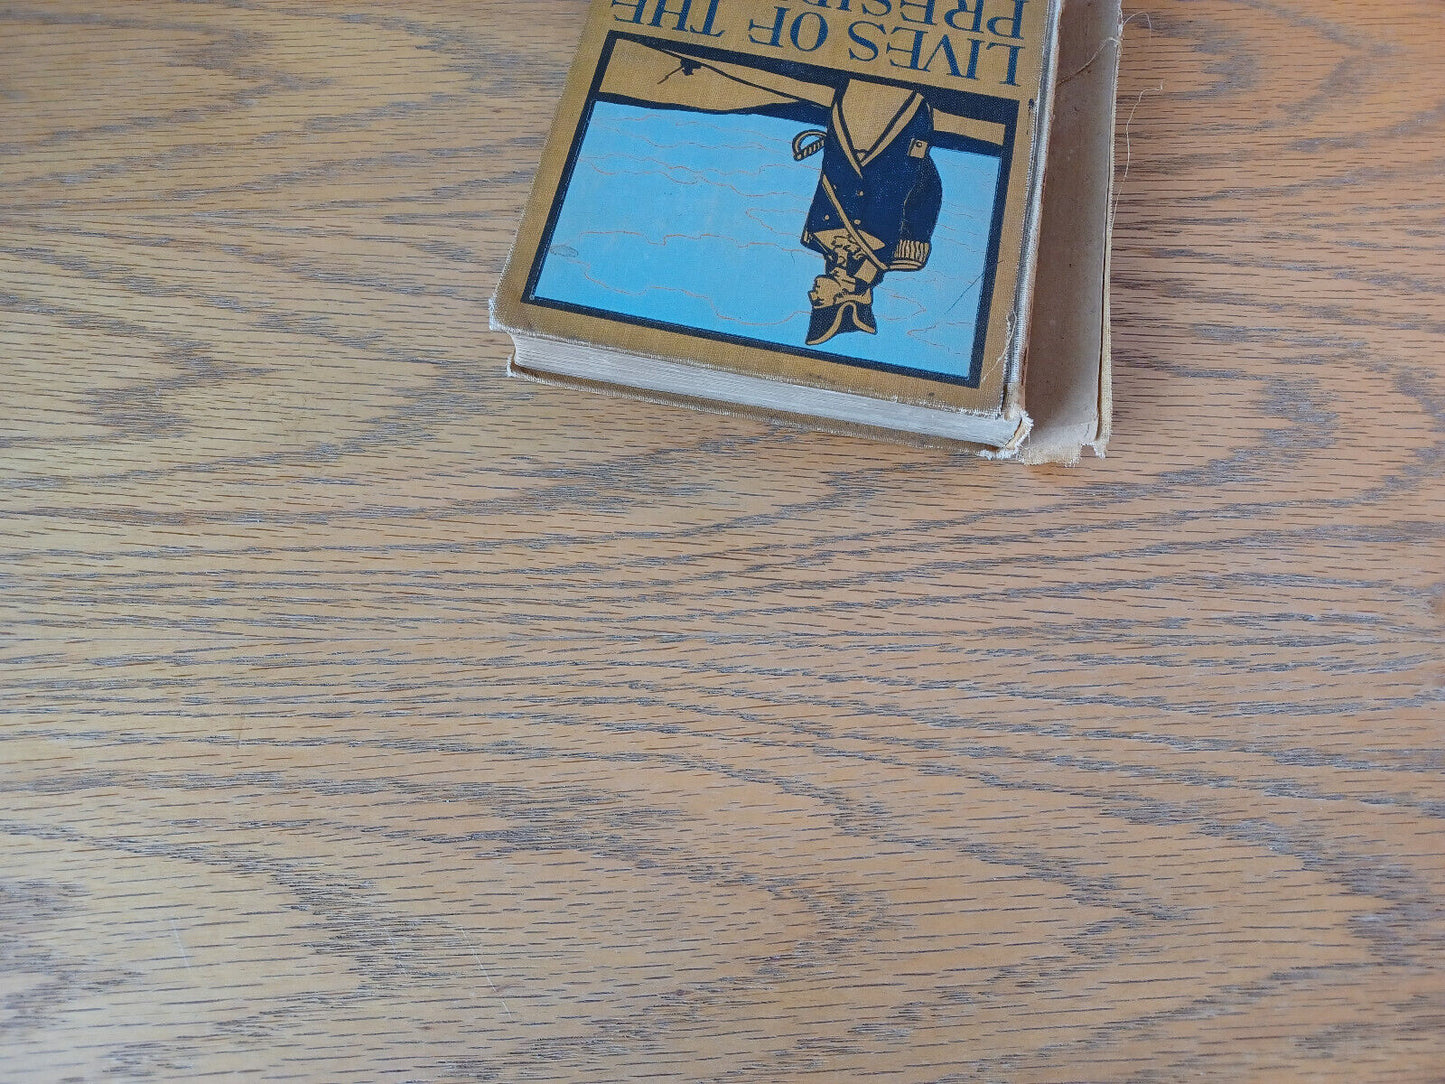 LIVES OF THE